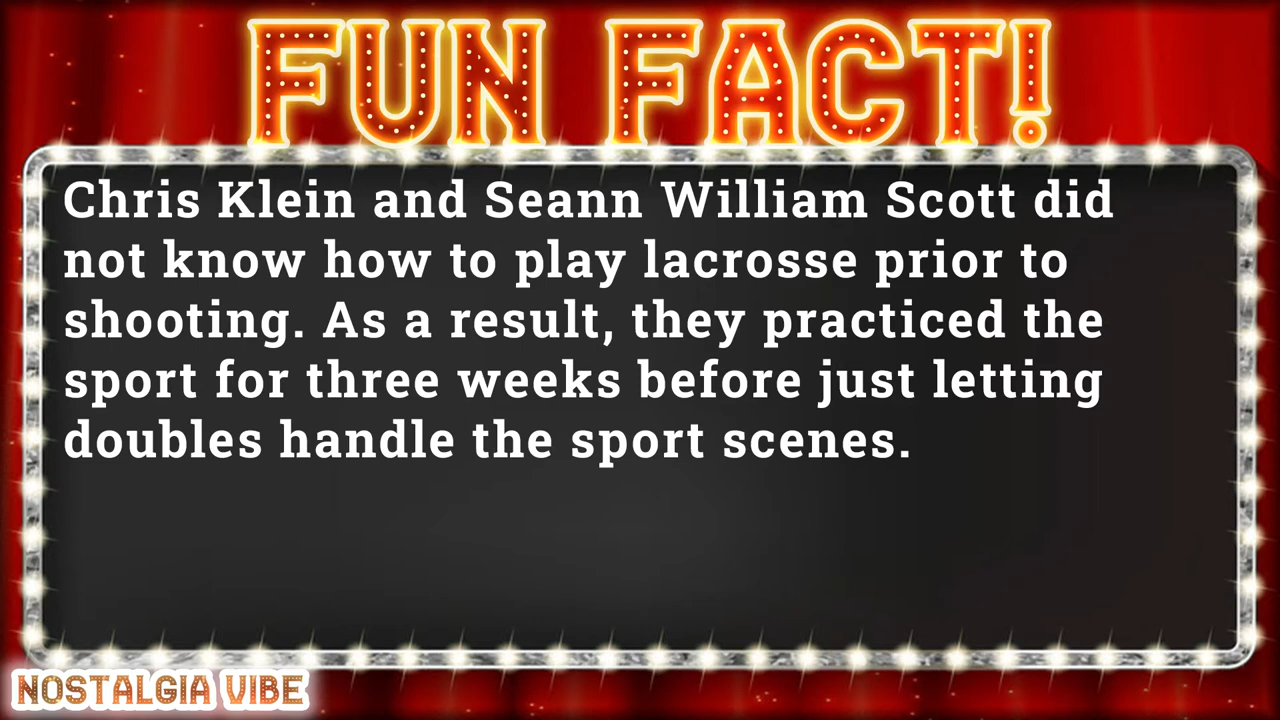 FUN FACT!
Chris Klein and Seann William Scott did
not know how to play lacrosse prior to
shooting. As a result, they practiced the
sport for three weeks before just letting
doubles handle the sport scenes.
NOSTALGIA VIBE